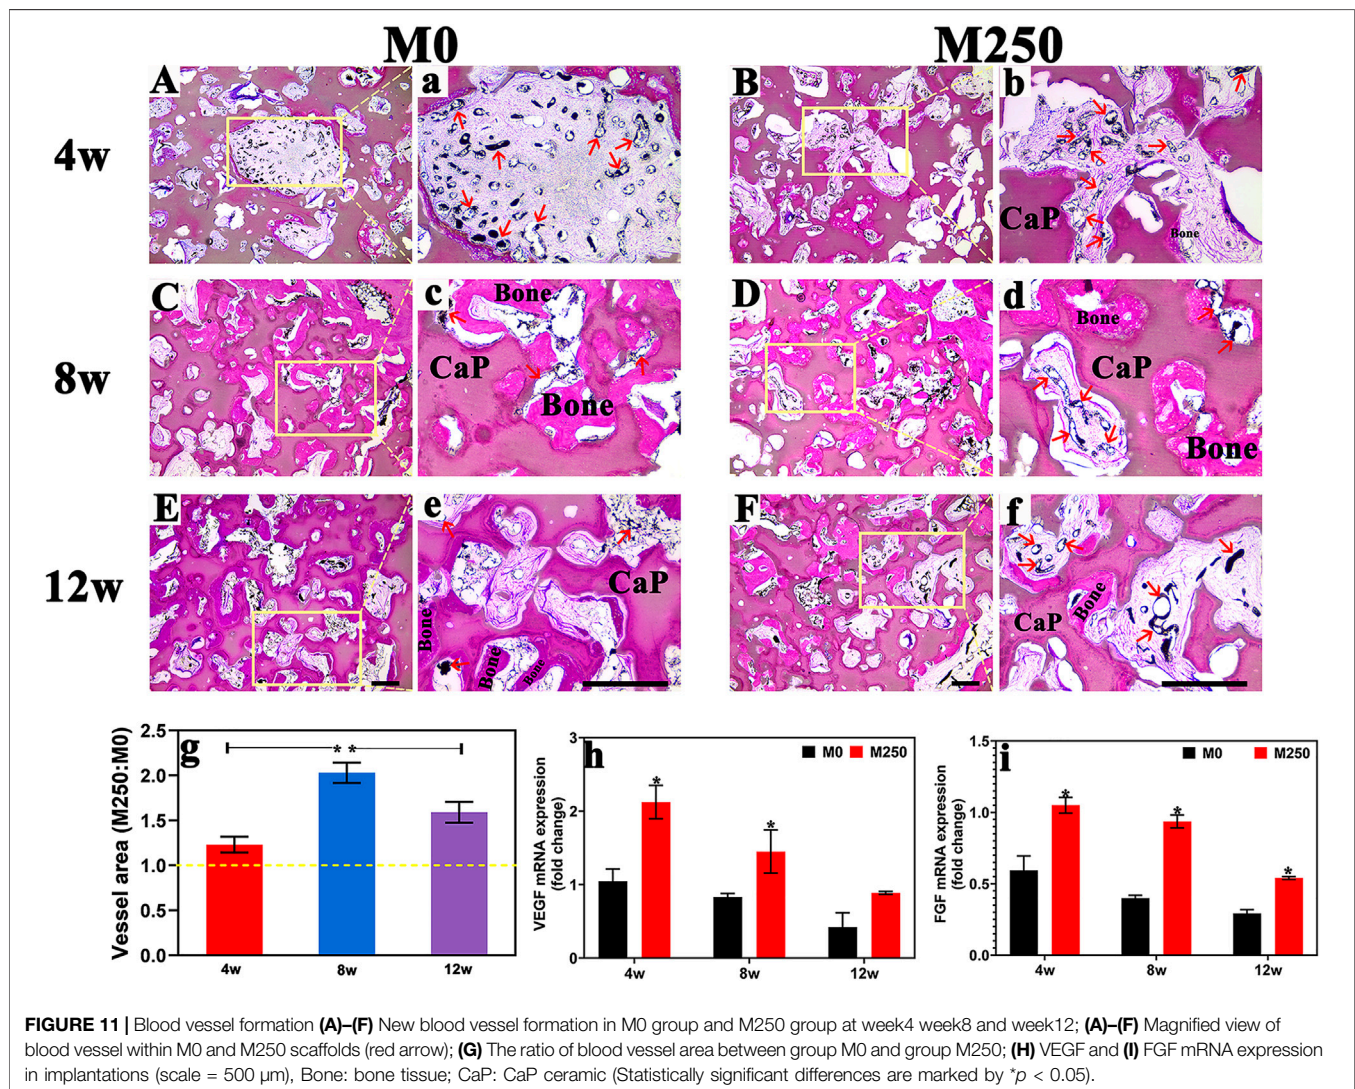 M0 M250
A a B b
4w
CaP Bone
C c D d
8w
Bone CaP Bone
Bone CaP Bone
E e F f
12w
CaP Bone Bone Bone
CaP Bone
g
Vessel area (M250:M0)
2.5
2.0
1.5
1.0
0.5
0.0
* *
4w 8w 12w
h
VEGF mRNA expression
(fold change)
3
2
1
0
M0 M250
* *
4w 8w 12w
i
FGF mRNA expression
(fold change)
1.5
1.0
0.5
0.0
M0 M250
* * *
4w 8w 12w
FIGURE 11 | Blood vessel formation (A)–(F) New blood vessel formation in M0 group and M250 group at week4 week8 and week12; (A)–(F) Magnified view of
blood vessel within M0 and M250 scaffolds (red arrow); (G) The ratio of blood vessel area between group M0 and group M250; (H) VEGF and (I) FGF mRNA expression
in implantations (scale = 500 μm), Bone: bone tissue; CaP: CaP ceramic (Statistically significant differences are marked by *p < 0.05).